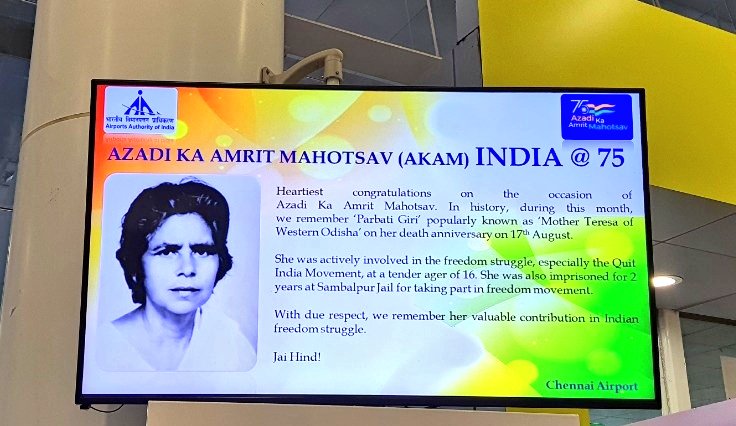 भारतीय विमानपत्तन प्राधिकरण
Airports Authority of India
75
Azadi Ka
Amrit Mahotsav
AZADI KA AMRIT MAHOTSAV (AKAM) INDIA @ 75
Heartiest congratulations on the occasion of
Azadi Ka Amrit Mahotsav. In history, during this month,
we remember ‘Parbati Giri’ popularly known as ‘Mother Teresa of
Western Odisha’ on her death anniversary on 17th August.
She was actively involved in the freedom struggle, especially the Quit
India Movement, at a tender ager of 16. She was also imprisoned for 2
years at Sambalpur Jail for taking part in freedom movement.
With due respect, we remember her valuable contribution in Indian
freedom struggle.
Jai Hind!
Chennai Airport